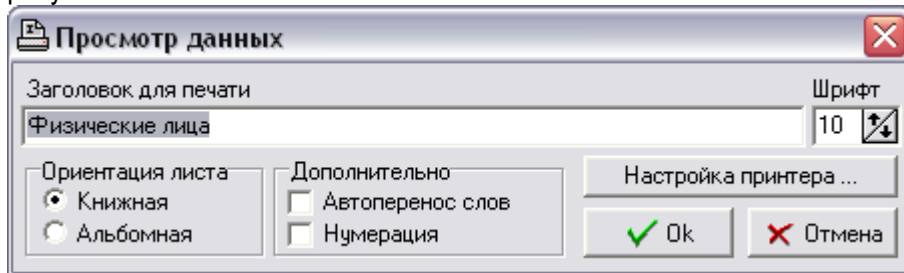 Просмотр данных
Заголовок для печати Шрифт
Физические лица 10
Ориентация листа Дополнительно Настройка принтера ...
Книжная Автоперенос слов
Альбомная Нумерация Ok Отмена